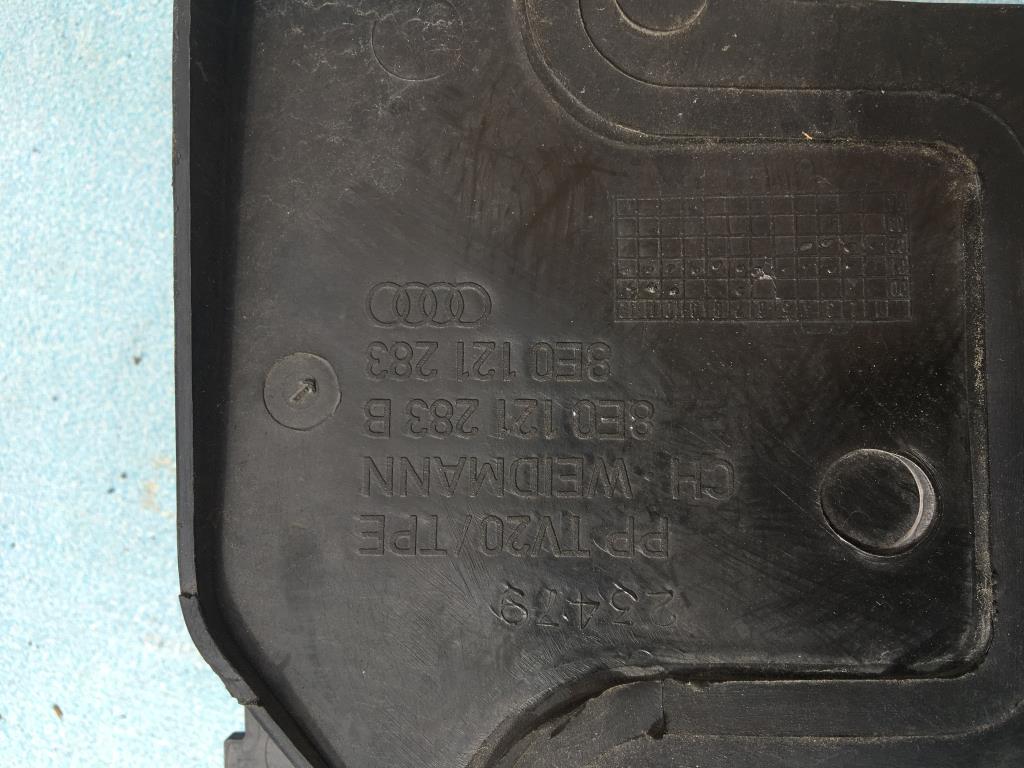 8E0 121 283
8E0 121 283 B
CH WEIDMANN
PP TV20/TPE
23479